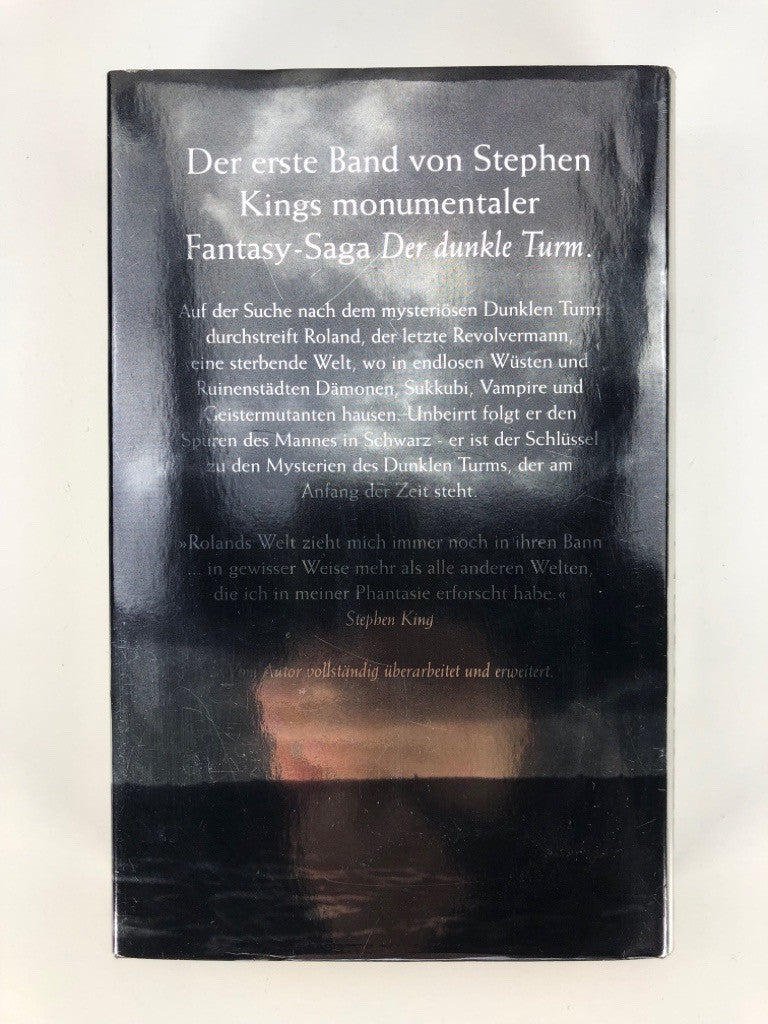 Der erste Band von Stephen
Kings monumentaler
Fantasy-Saga Der dunkle Turm.
Auf der Suche nach dem mysteriösen Dunklen Turm
durchstreift Roland, der letzte Revolvermann,
eine sterbende Welt, wo in endlosen Wüsten und
Ruinenstädten Dämonen, Sukkubi, Vampire und
Geistermutanten hausen. Unbeirrt folgt er den
Spuren des Mannes in Schwarz - er ist der Schlüssel
zu den Mysterien des Dunklen Turms, der am
Anfang der Zeit steht.
»Rolands Welt zieht mich immer noch in ihren Bann
... in gewisser Weise mehr als alle anderen Welten,
die ich in meiner Phantasie erforscht habe.«
Stephen King
Vom Autor vollständig überarbeitet und erweitert.